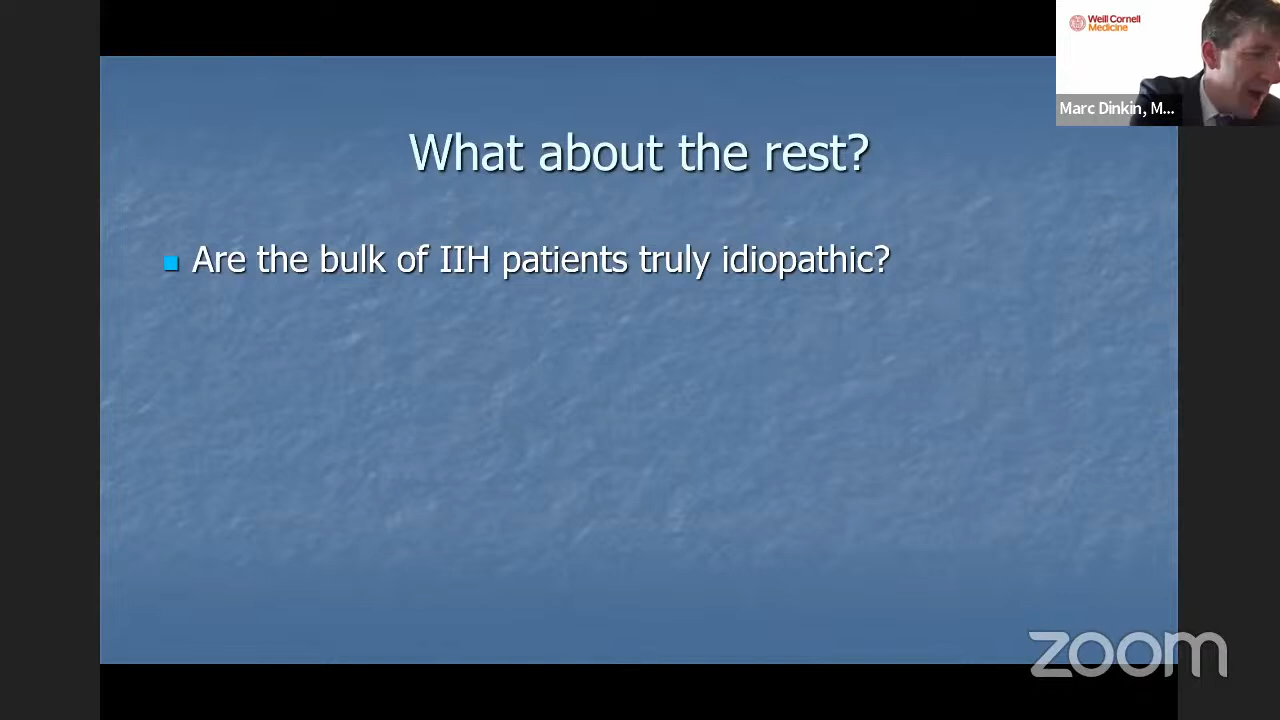 Weill Cornell
Medicine
Marc Dinkin, M...
What about the rest?
Are the bulk of IIH patients truly idiopathic?
zoom